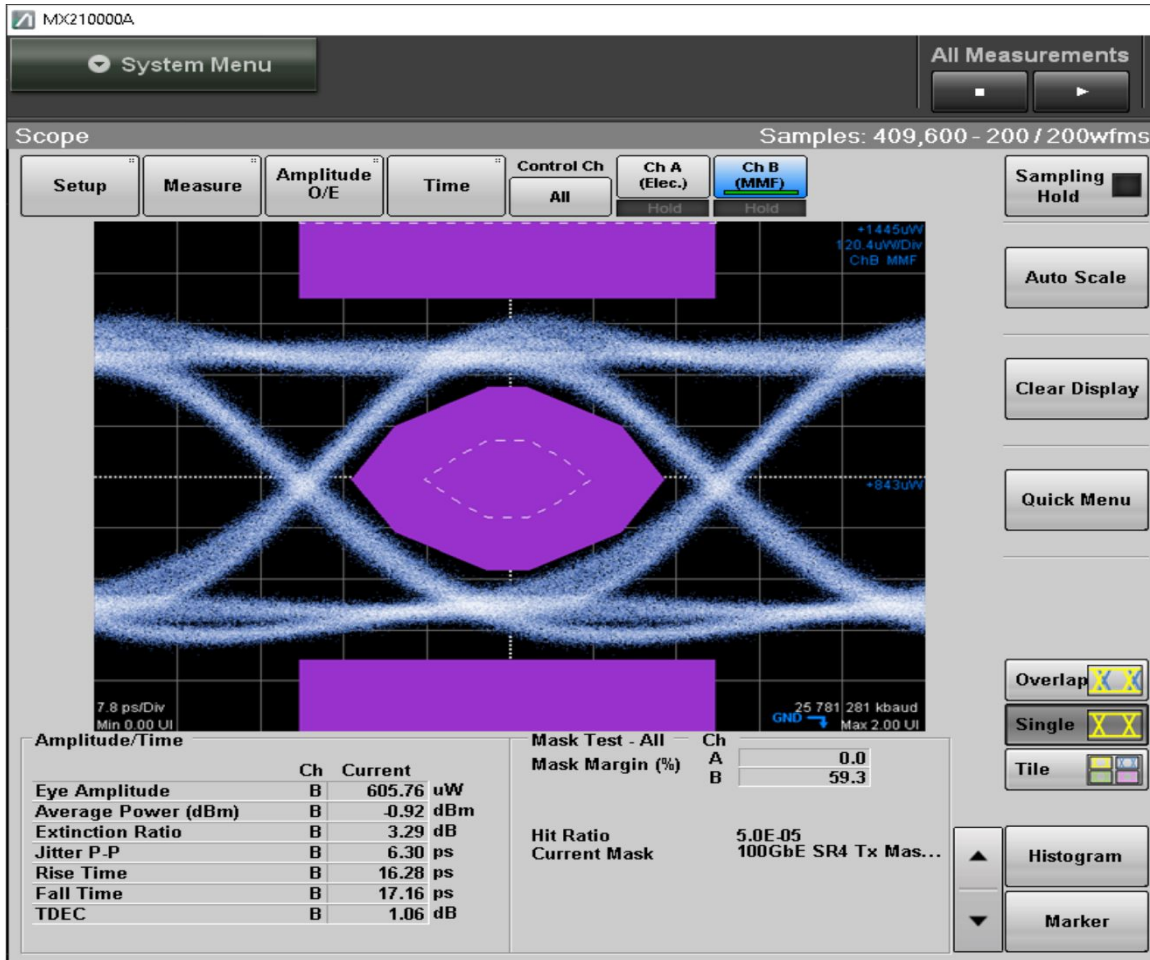 MX210000A
System Menu
All Measurements
Scope
Samples: 409,600 - 200 / 200wfms
Setup
Measure
Amplitude
O/E
Time
Control Ch
All
Ch A
(Elec.)
Hold
Ch B
(MMF)
Hold
Sampling
Hold
Auto Scale
Clear Display
Quick Menu
+1445uW
120.4uW/Div
ChB MMF
+843uW
7.8 ps/Div
Min 0.00 UI
25 781 281 kbaud
GND
Max 2.00 UI
Overlap
Single
Tile
Amplitude/Time
Ch Current
Eye Amplitude B 605.76 uW
Average Power (dBm) B -0.92 dBm
Extinction Ratio B 3.29 dB
Jitter P-P B 6.30 ps
Rise Time B 16.28 ps
Fall Time B 17.16 ps
TDEC B 1.06 dB
Mask Test - All Ch
Mask Margin (%) A 0.0
B 59.3
Hit Ratio 5.0E-05
Current Mask 100GbE SR4 Tx Mas...
Histogram
Marker